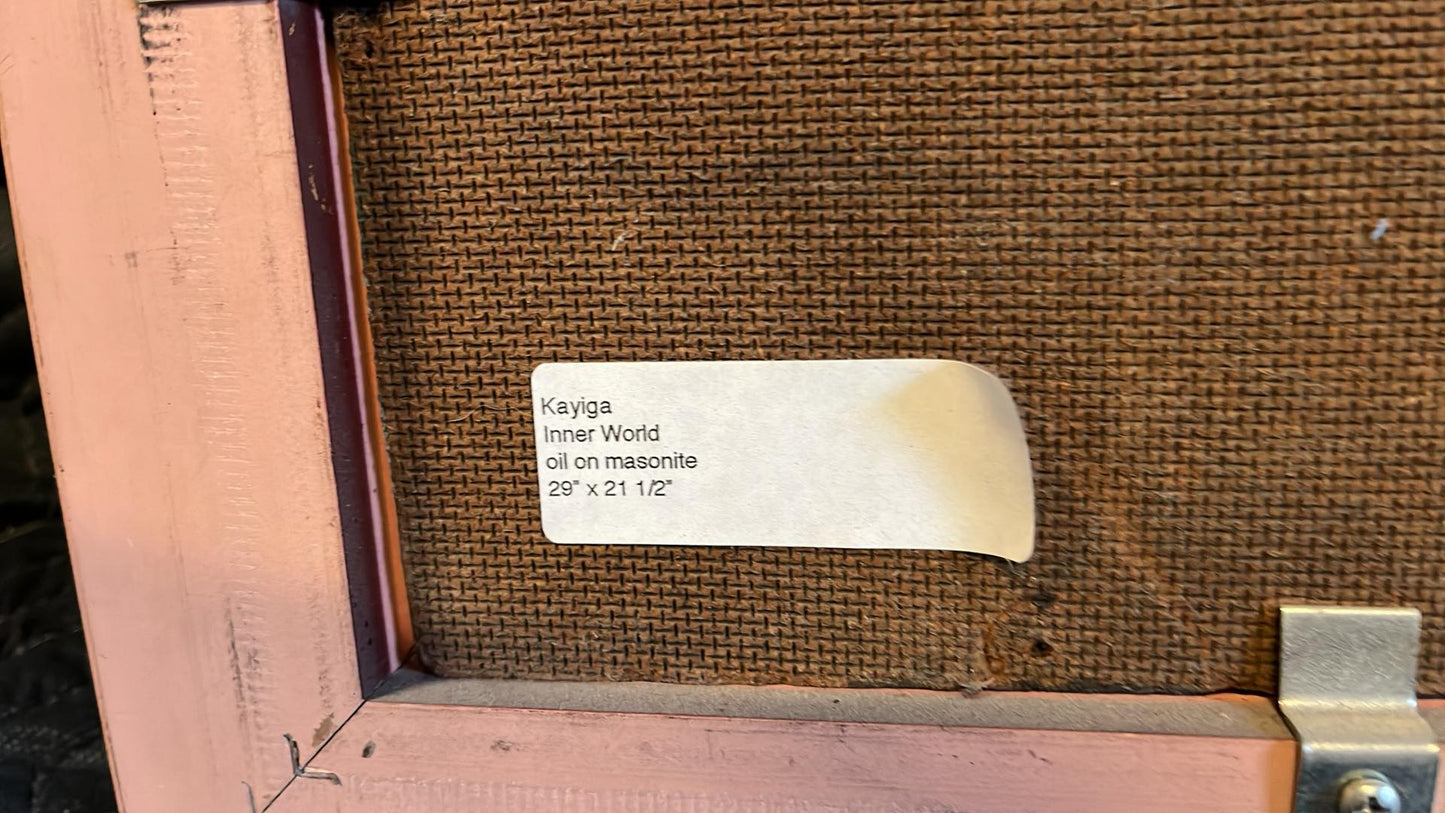 Kayiga
Inner World
oil on masonite
29" x 21 1/2"